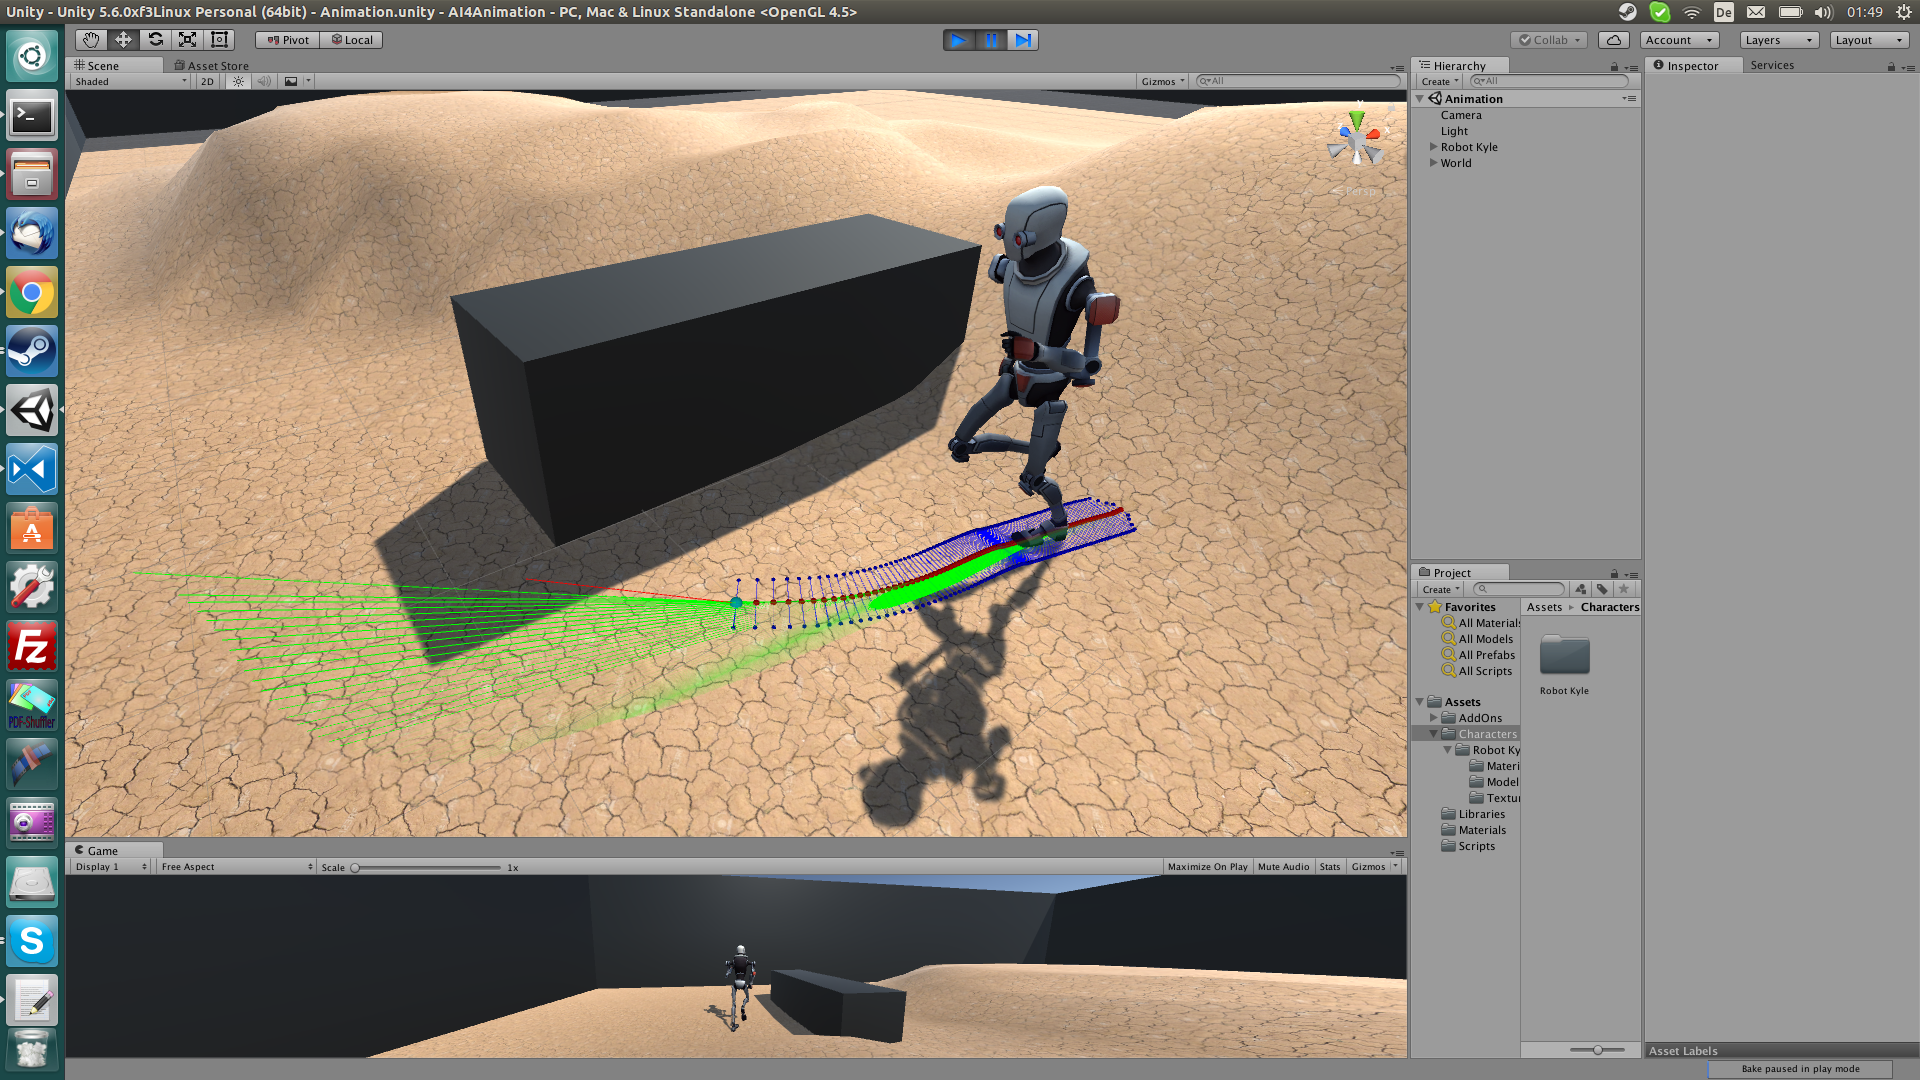 Unity - Unity 5.6.0xf3Linux Personal (64bit) - Animation.unity - AI4Animation - PC, Mac & Linux Standalone <OpenGL 4.5>
De
01:49
Pivot
Local
Collab
Account
Layers
Layout
Scene
Asset Store
Shaded
2D
Gizmos
All
Persp
Hierarchy
Create
All
Animation
Camera
Light
Robot Kyle
World
Inspector
Services
Project
Create
Favorites
All Materials
All Models
All Prefabs
All Scripts
Assets
AddOns
Characters
Robot Ky
Materi
Model
Textu
Libraries
Materials
Scripts
Assets
Characters
Robot Kyle
Game
Display 1
Free Aspect
Scale
1x
Maximize On Play
Mute Audio
Stats
Gizmos
Asset Labels
Bake paused in play mode
A
Fz
PDF-Shuffler
S